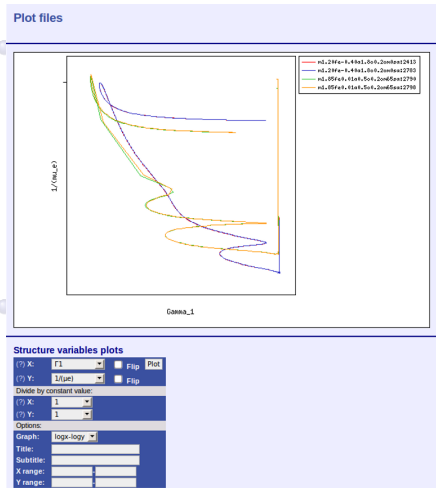 Plot files
1/(mu_e)
Gamma_1
Structure variables plots
(?) X: Γ1 Flip Plot
(?) Y: 1/(μe) Flip
Divide by constant value:
(?) X: 1
(?) Y: 1
Options:
Graph: logx-logy
Title:
Subtitle:
X range: -
Y range: -